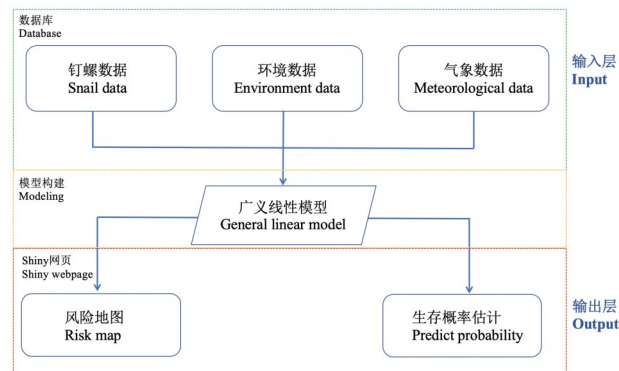 数据库
Database
输入层
Input
钉螺数据
Snail data
环境数据
Environment data
气象数据
Meteorological data
模型构建
Modeling
广义线性模型
General linear model
Shiny网页
Shiny webpage
风险地图
Risk map
生存概率估计
Predict probability
输出层
Output